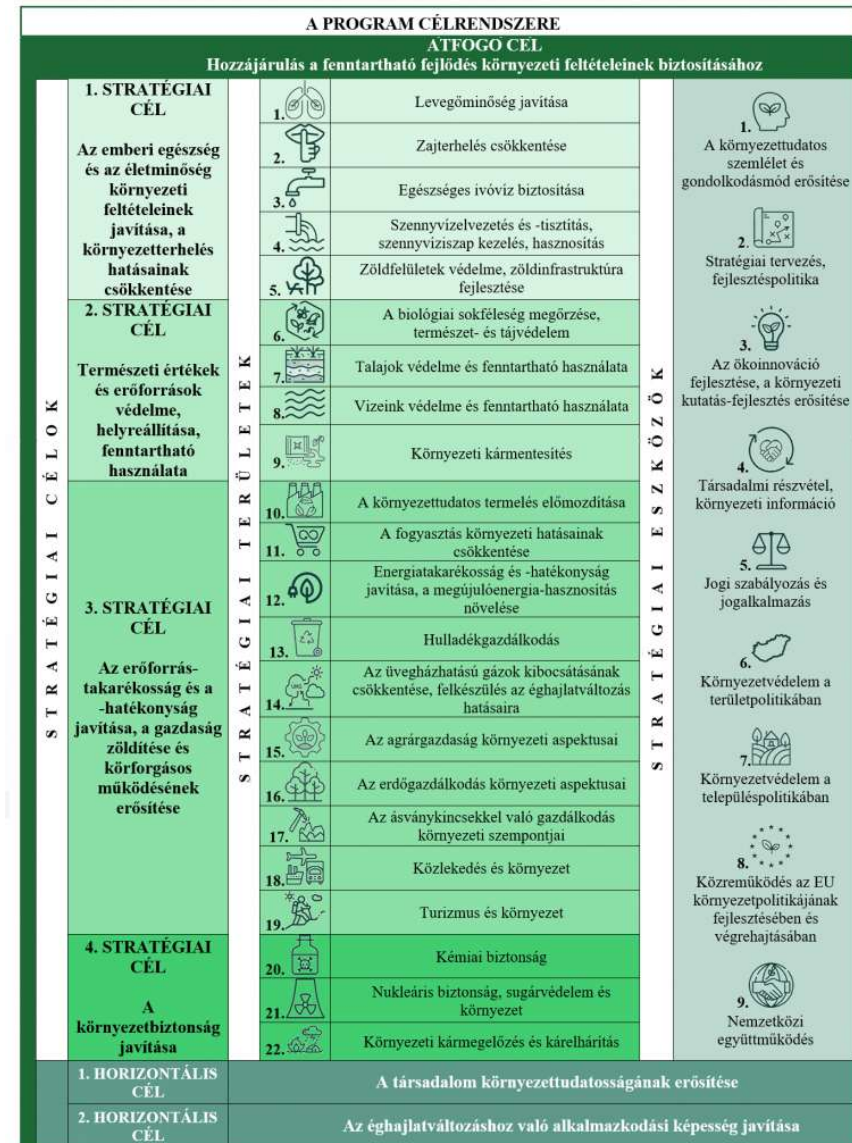 A PROGRAM CÉLRENDSZERE
ÁTFOGÓ CÉL
Hozzájárulás a fenntartható fejlődés környezeti feltételeinek biztosításához
STRATÉGIAI CÉLOK
1. STRATÉGIAI
CÉL
Az emberi egészség
és az életminőség
környezeti
feltételeinek
javítása, a
környezetterhelés
hatásainak
csökkentése
2. STRATÉGIAI
CÉL
Természeti értékek
és erőforrások
védelme,
helyreállítása,
fenntartható
használata
3. STRATÉGIAI
CÉL
Az erőforrás-
takarékosság és a
-hatékonyság
javítása, a gazdaság
zöldítése és
körforgásos
működésének
erősítése
4. STRATÉGIAI
CÉL
A
környezetbiztonság
javítása
STRATÉGIAI TERÜLETEK
1.
Levegőminőség javítása
2.
Zajterhelés csökkentése
3.
Egészséges ivóvíz biztosítása
4.
Szennyvízelvezetés és -tisztítás,
szennyvíziszap kezelés, hasznosítás
5.
Zöldfelületek védelme, zöldinfrastruktúra
fejlesztése
6.
A biológiai sokféleség megőrzése,
természet- és tájvédelem
7.
Talajok védelme és fenntartható használata
8.
Vizeink védelme és fenntartható használata
9.
Környezeti kármentesítés
10.
A környezettudatos termelés előmozdítása
11.
A fogyasztás környezeti hatásainak
csökkentése
12.
Energiatakarékosság és -hatékonyság
javítása, a megújulóenergia-hasznosítás
növelése
13.
Hulladékgazdálkodás
14.
Az üvegházhatású gázok kibocsátásának
csökkentése, felkészülés az éghajlatváltozás
hatásaira
15.
Az agrárgazdaság környezeti aspektusai
16.
Az erdőgazdálkodás környezeti aspektusai
17.
Az ásványkincsekkel való gazdálkodás
környezeti szempontjai
18.
Közlekedés és környezet
19.
Turizmus és környezet
20.
Kémiai biztonság
21.
Nukleáris biztonság, sugárvédelem és
környezet
22.
Környezeti kármegelőzés és kárelhárítás
STRATÉGIAI ESZKÖZÖK
1.
A környezettudatos
szemlélet és
gondolkodásmód erősítése
2.
Stratégiai tervezés,
fejlesztéspolitika
3.
Az ökoinnováció
fejlesztése, a környezeti
kutatás-fejlesztés erősítése
4.
Társadalmi részvétel,
környezeti információ
5.
Jogi szabályozás és
jogalkalmazás
6.
Környezetvédelem a
területpolitikában
7.
Környezetvédelem a
településpolitikában
8.
Közreműködés az EU
környezetpolitikájának
fejlesztésében és
végrehajtásában
9.
Nemzetközi
együttműködés
1. HORIZONTÁLIS
CÉL
A társadalom környezettudatosságának erősítése
2. HORIZONTÁLIS
CÉL
Az éghajlatváltozáshoz való alkalmazkodási képesség javítása